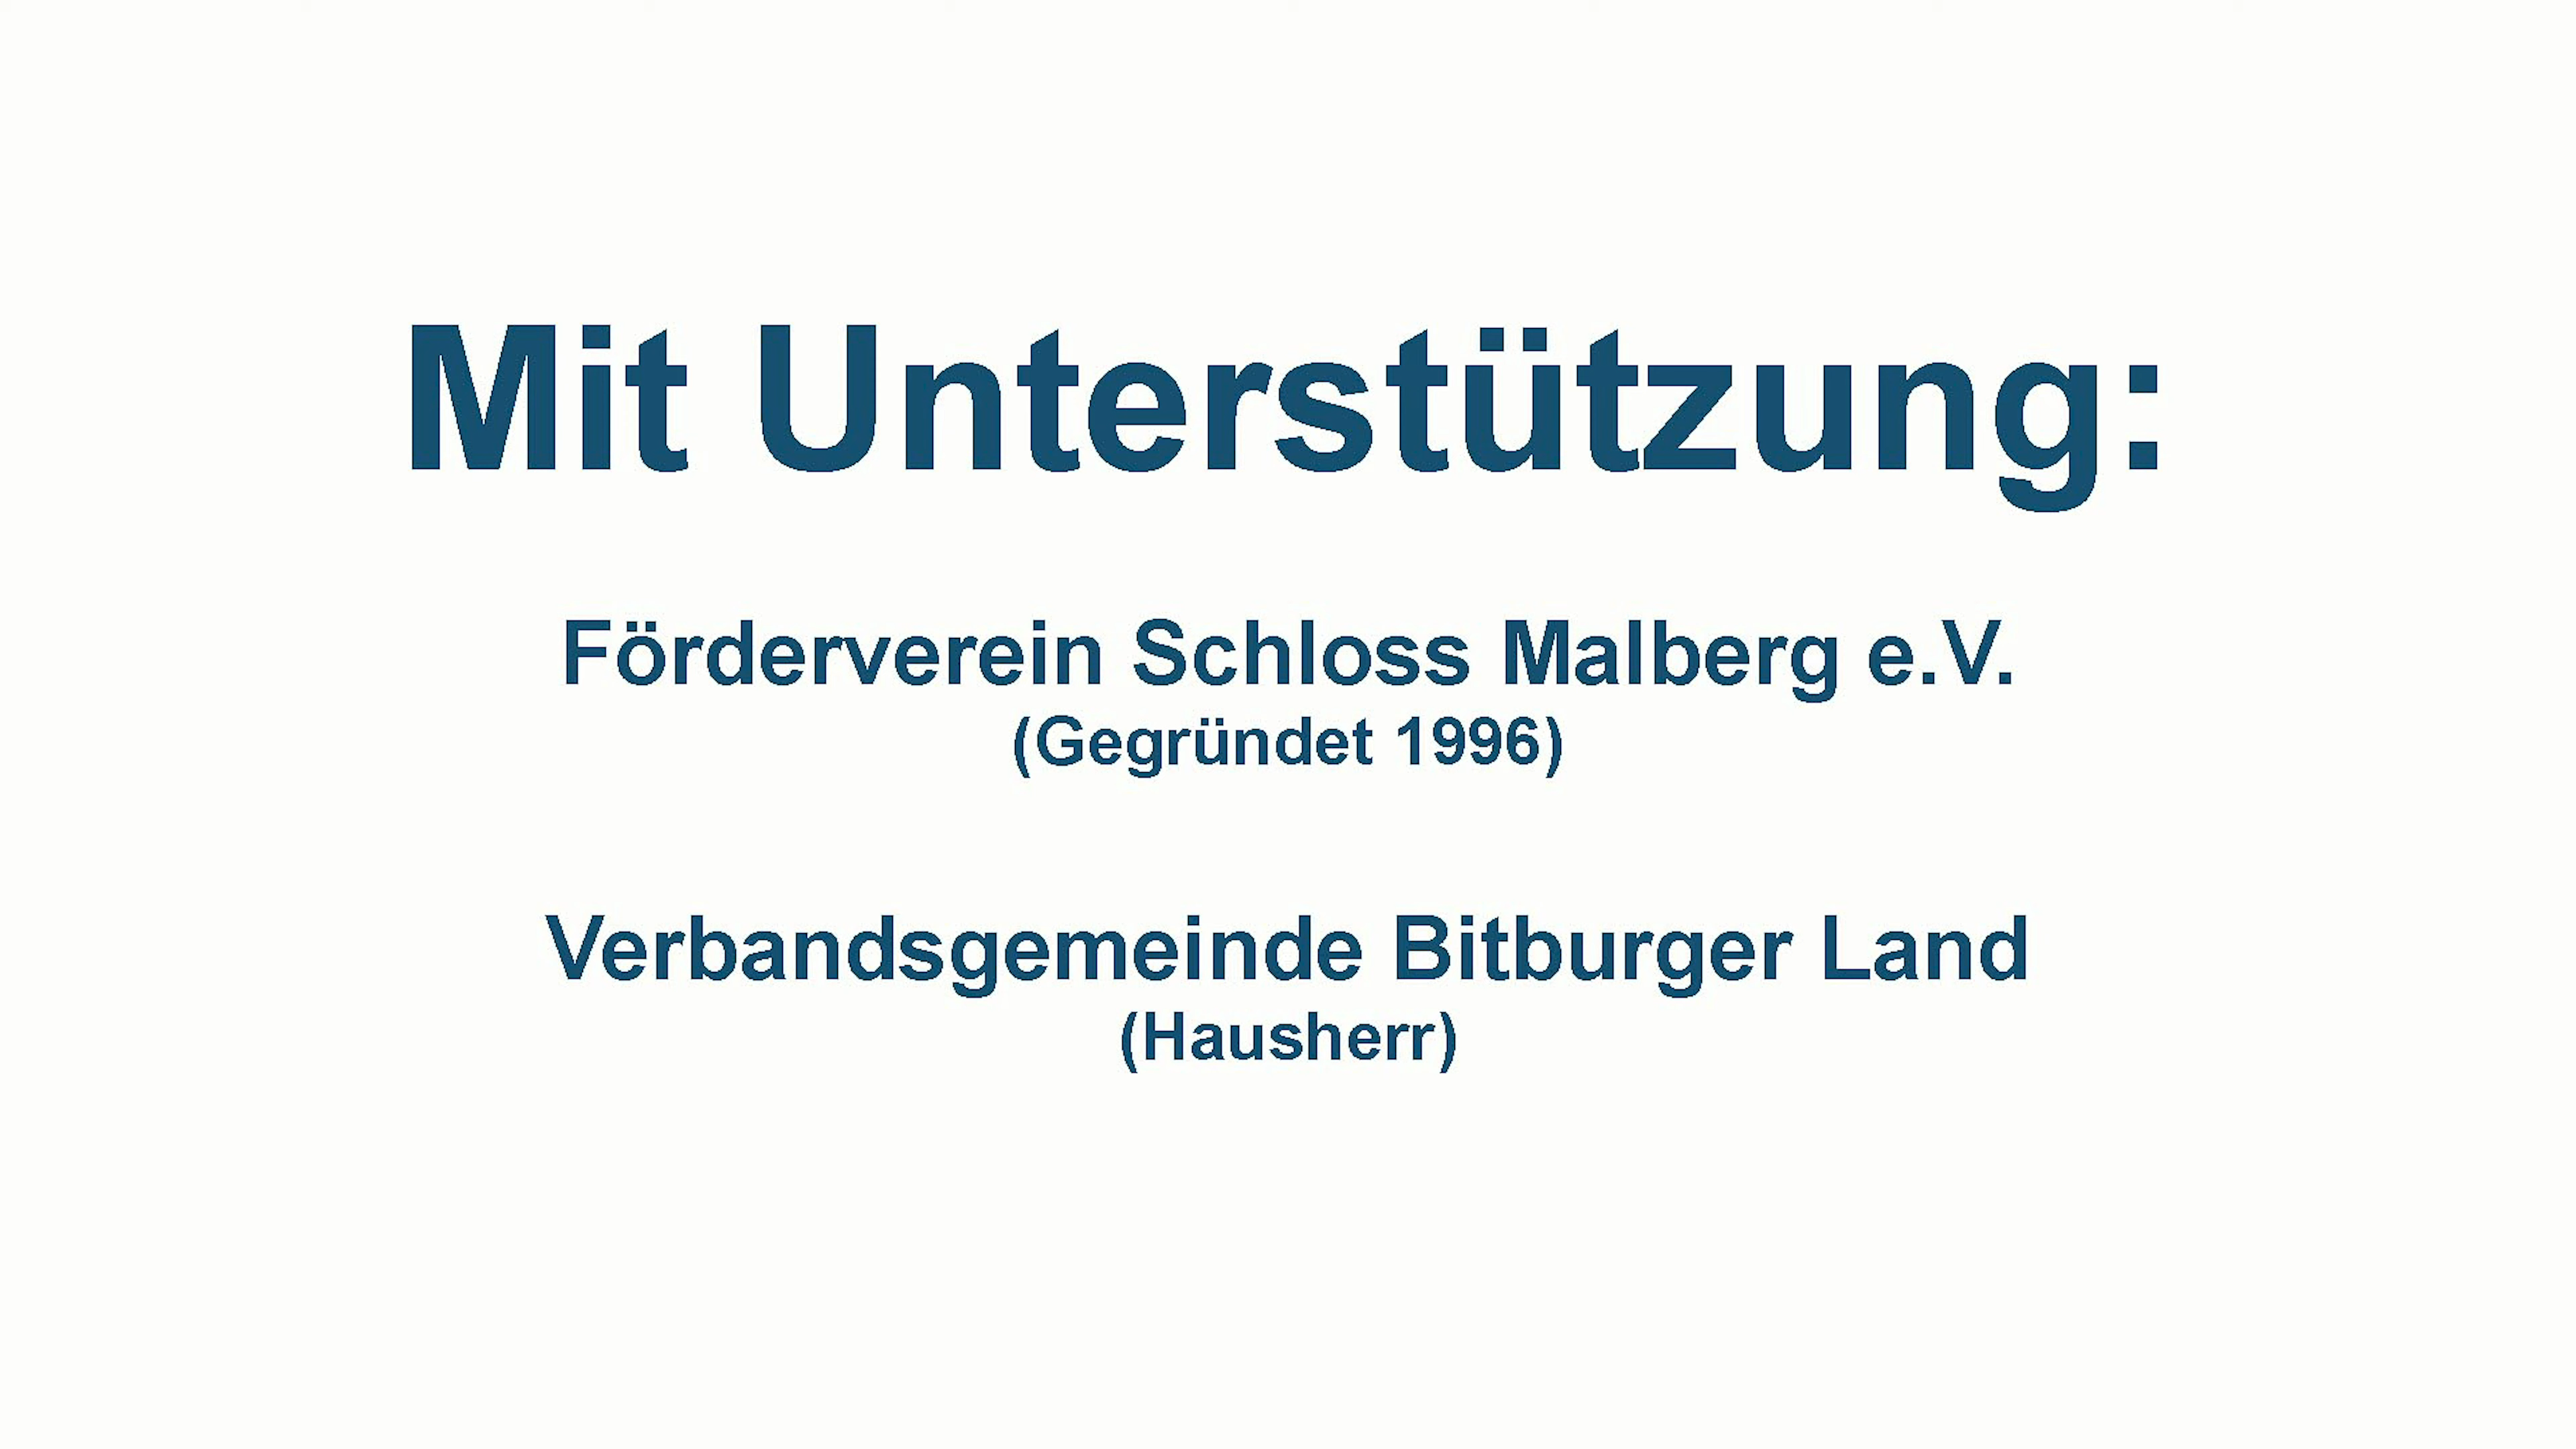 Mit Unterstützung:
Förderverein Schloss Malberg e.V.
(Gegründet 1996)
Verbandsgemeinde Bitburger Land
(Hausherr)